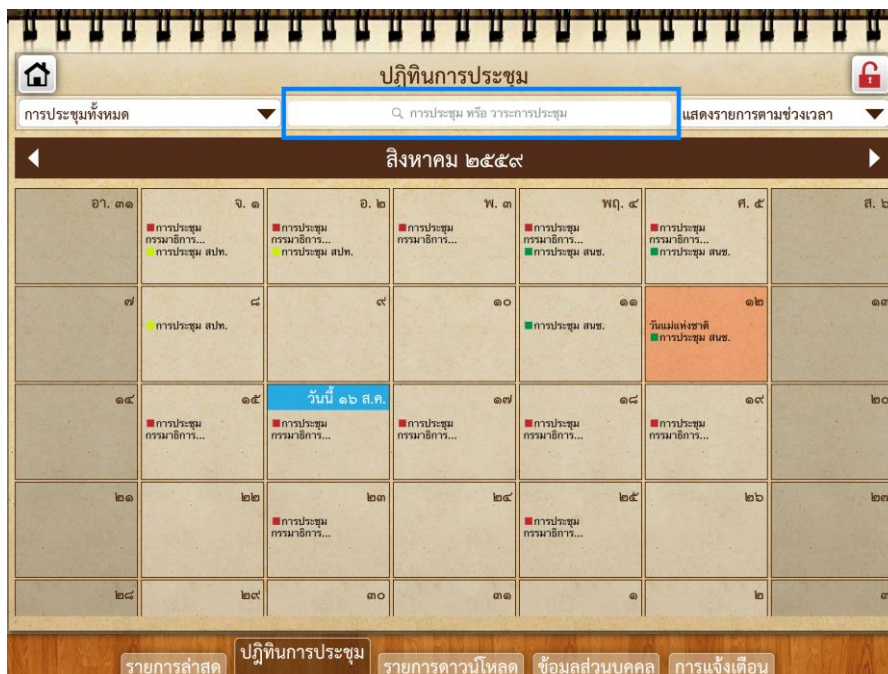 ปฏิทินการประชุม
การประชุมทั้งหมด
การประชุม หรือ วาระการประชุม
แสดงรายการตามช่วงเวลา
สิงหาคม ๒๕๕๙
อา. ๓๑
จ. ๑
อ. ๒
พ. ๓
พฤ. ๔
ศ. ๕
ส. ๖
การประชุม
กรรมาธิการ...
การประชุม สปท.
การประชุม
กรรมาธิการ...
การประชุม สปท.
การประชุม
กรรมาธิการ...
การประชุม
กรรมาธิการ...
การประชุม สนช.
การประชุม
กรรมาธิการ...
การประชุม สนช.
๗
๘
๙
๑๐
๑๑
๑๒
๑๓
การประชุม สปท.
การประชุม สนช.
วันแม่แห่งชาติ
การประชุม สนช.
๑๔
๑๕
วันนี้ ๑๖ ส.ค.
๑๗
๑๘
๑๙
๒๐
การประชุม
กรรมาธิการ...
การประชุม
กรรมาธิการ...
การประชุม
กรรมาธิการ...
การประชุม
กรรมาธิการ...
การประชุม
กรรมาธิการ...
๒๑
๒๒
๒๓
๒๔
๒๕
๒๖
๒๗
การประชุม
กรรมาธิการ...
การประชุม
กรรมาธิการ...
๒๘
๒๙
๓๐
๓๑
๑
๒
๓
รายการล่าสุด
ปฏิทินการประชุม
รายการดาวน์โหลด
ข้อมูลส่วนบุคคล
การแจ้งเตือน